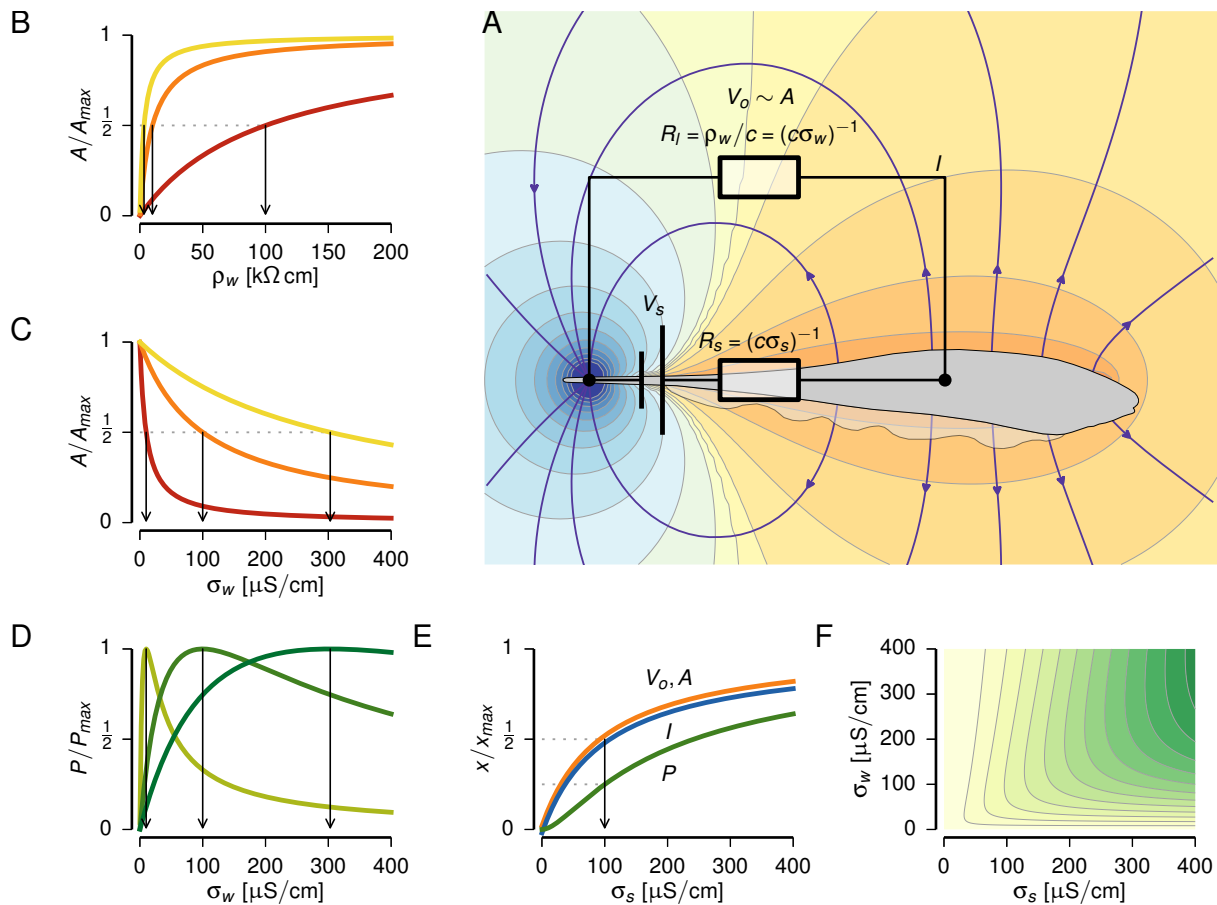 B
1
½
0
A/A_max
0 50 100 150 200
ρ_w [kΩ cm]
A
V_o ∼ A
R_l = ρ_w/c = (cσ_w)⁻¹
I
V_s
R_s = (cσ_s)⁻¹
C
1
½
0
A/A_max
0 100 200 300 400
σ_w [µS/cm]
D
1
½
0
P/P_max
0 100 200 300 400
σ_w [µS/cm]
E
1
½
0
x/x_max
V_o, A
I
P
0 100 200 300 400
σ_s [µS/cm]
F
400
300
200
100
0
σ_w [µS/cm]
0 100 200 300 400
σ_s [µS/cm]